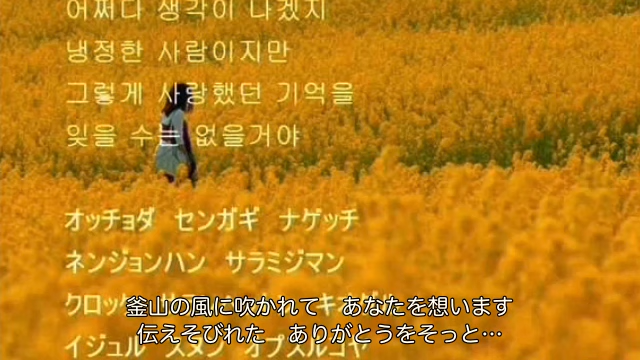 어쩌다 생각이 나겠지
냉정한 사람이지만
그렇게 사랑했던 기억을
잊을 수는 없을거야
オッチョダ センガギ ナゲッチ
ネンジョンハン サラミジマン
クロッケ
釜山の風に吹かれて あなたを想います
伝えそびれた ありがとうをそっと…
イジュル スヌン オプスルコヤ